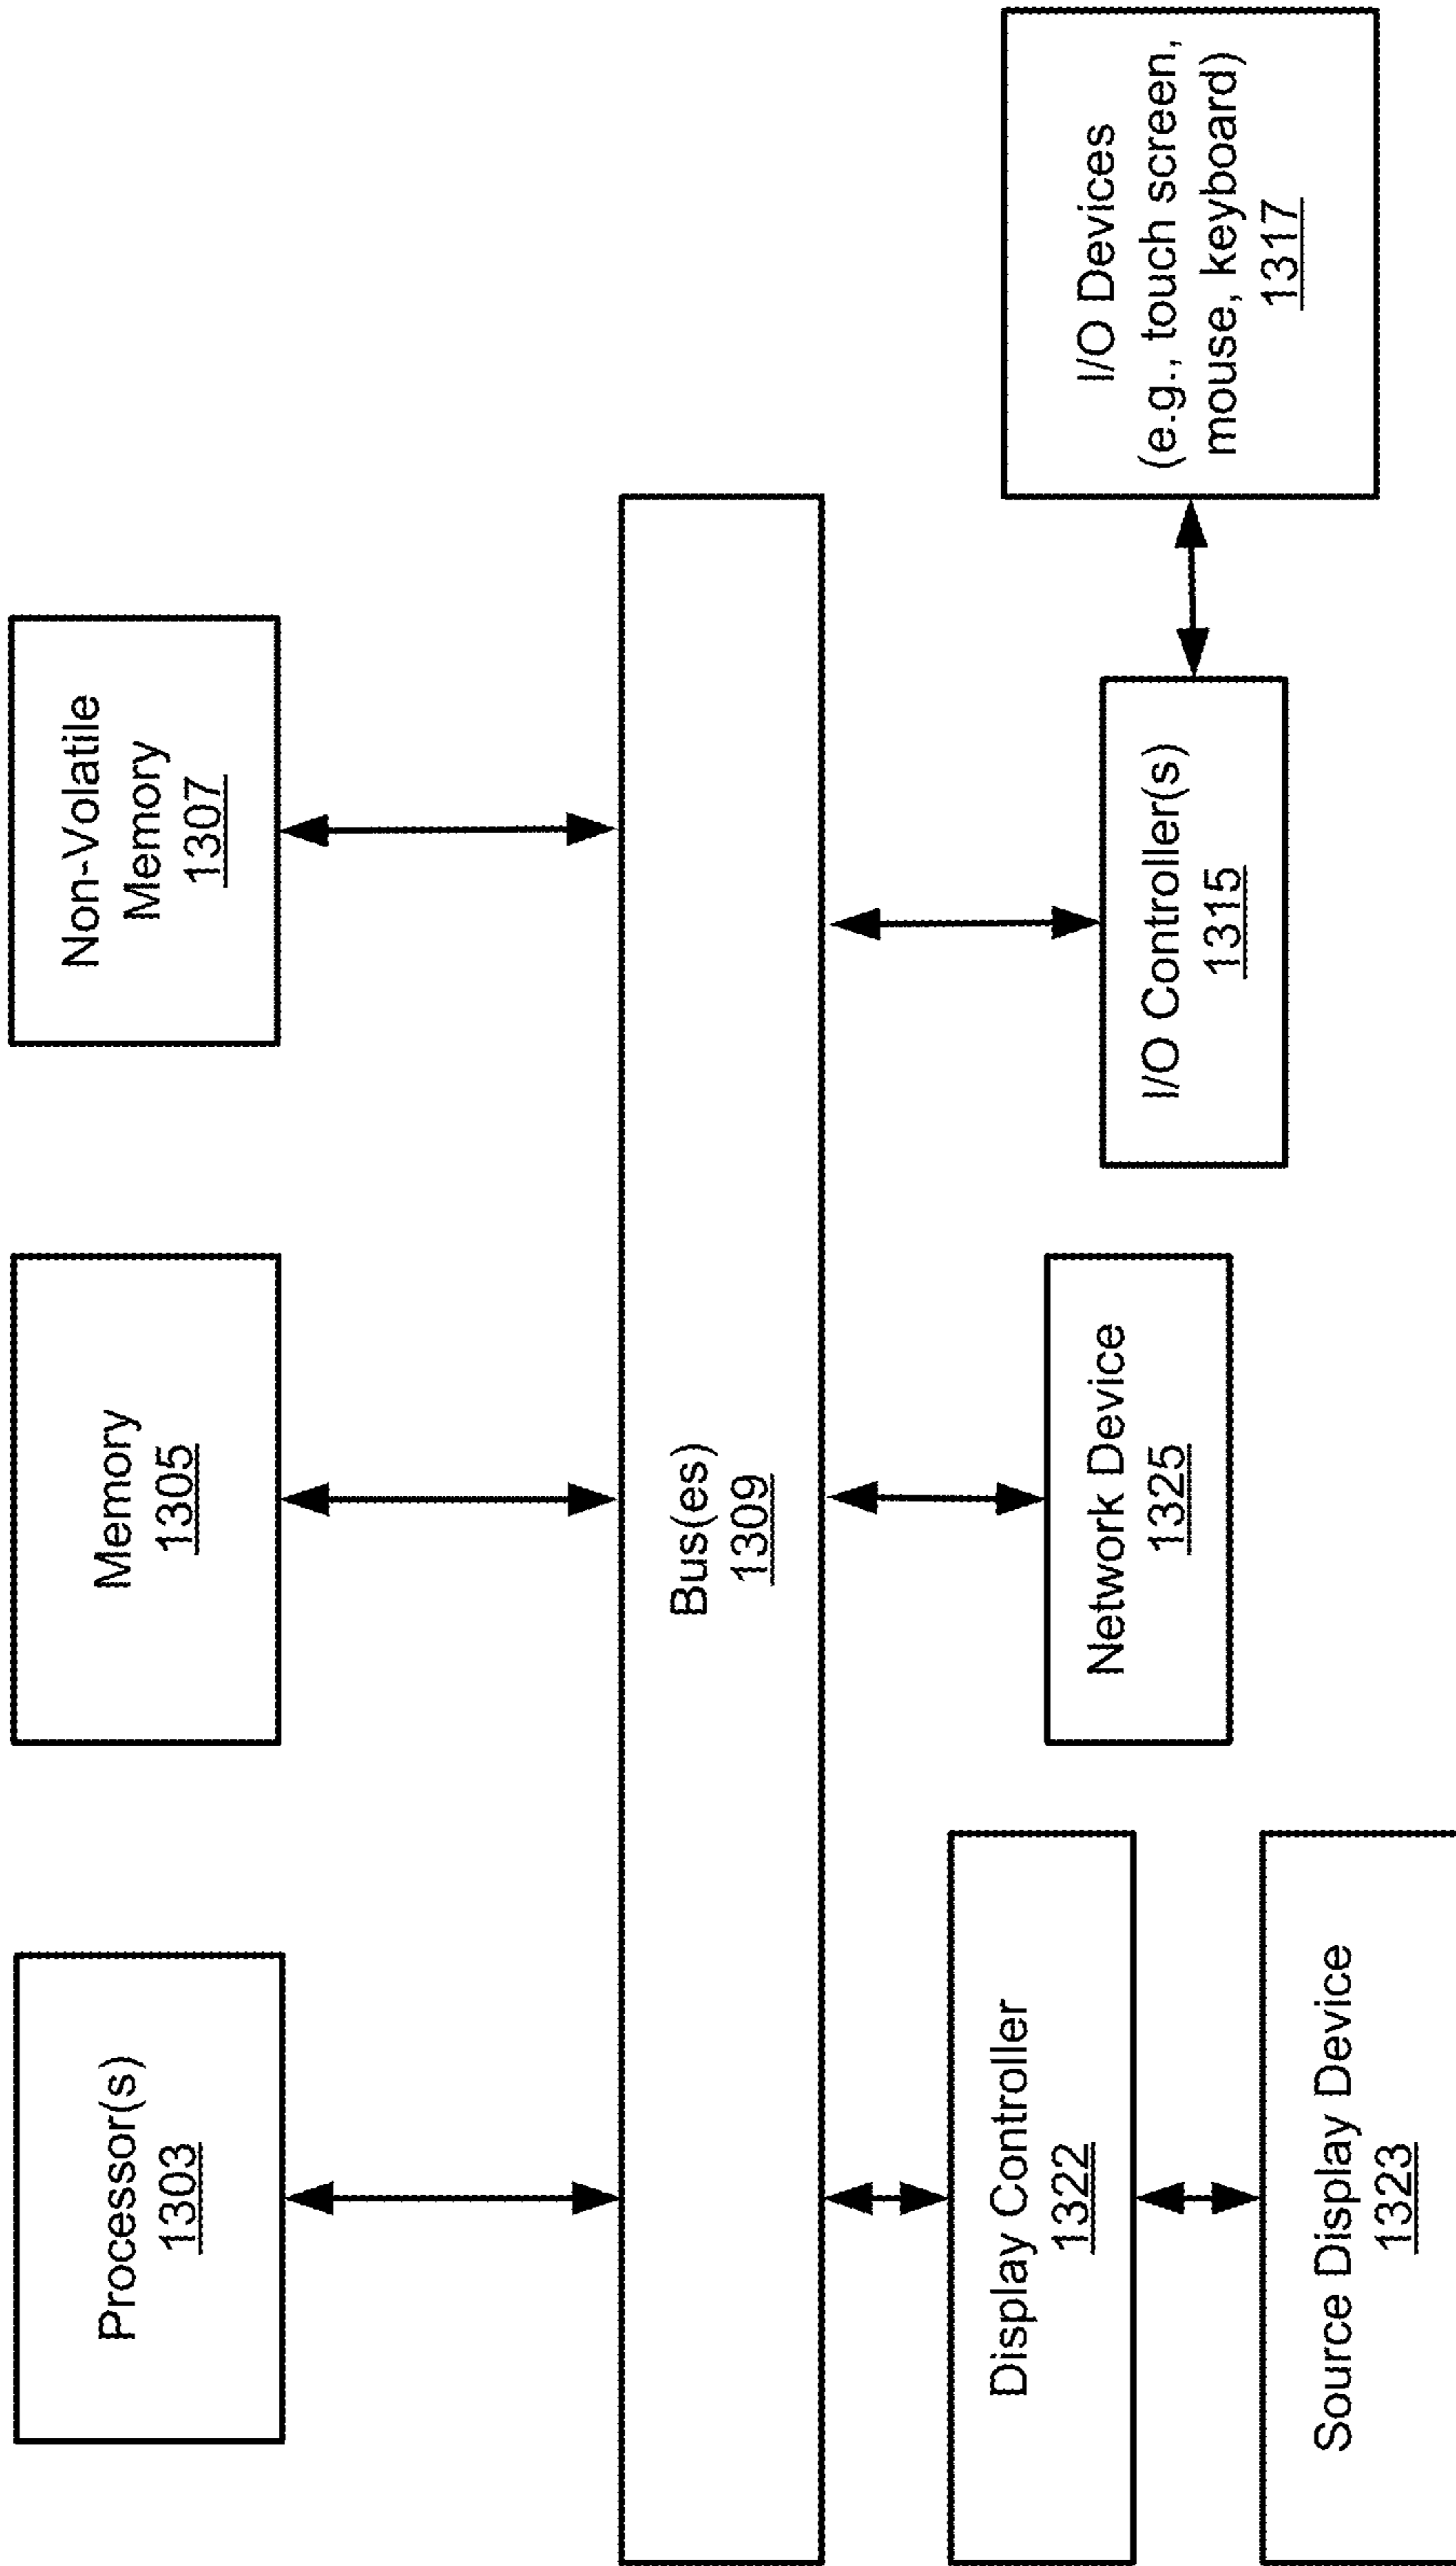 Processor(s)
1303
Memory
1305
Non-Volatile
Memory
1307
Bus(es)
1309
Display Controller
1322
Source Display Device
1323
Network Device
1325
I/O Controller(s)
1315
I/O Devices
(e.g., touch screen,
mouse, keyboard)
1317